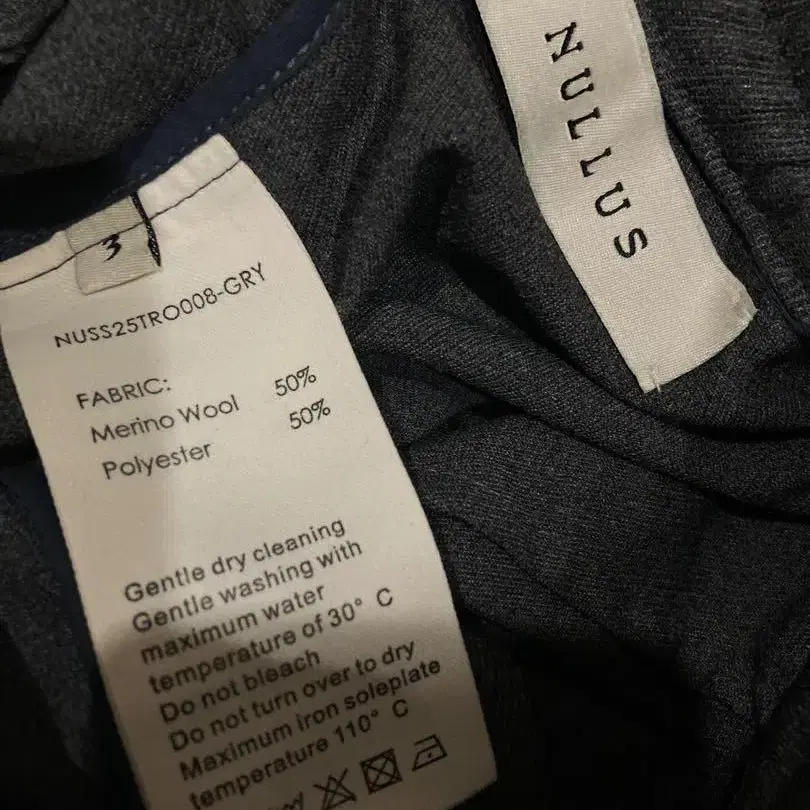 NULLUS
3
NUSS25TRO008-GRY
FABRIC:
Merino Wool 50%
Polyester 50%
Gentle dry cleaning
Gentle washing with
maximum water
temperature of 30° C
Do not bleach
Do not turn over to dry
Maximum iron soleplate
temperature 110° C